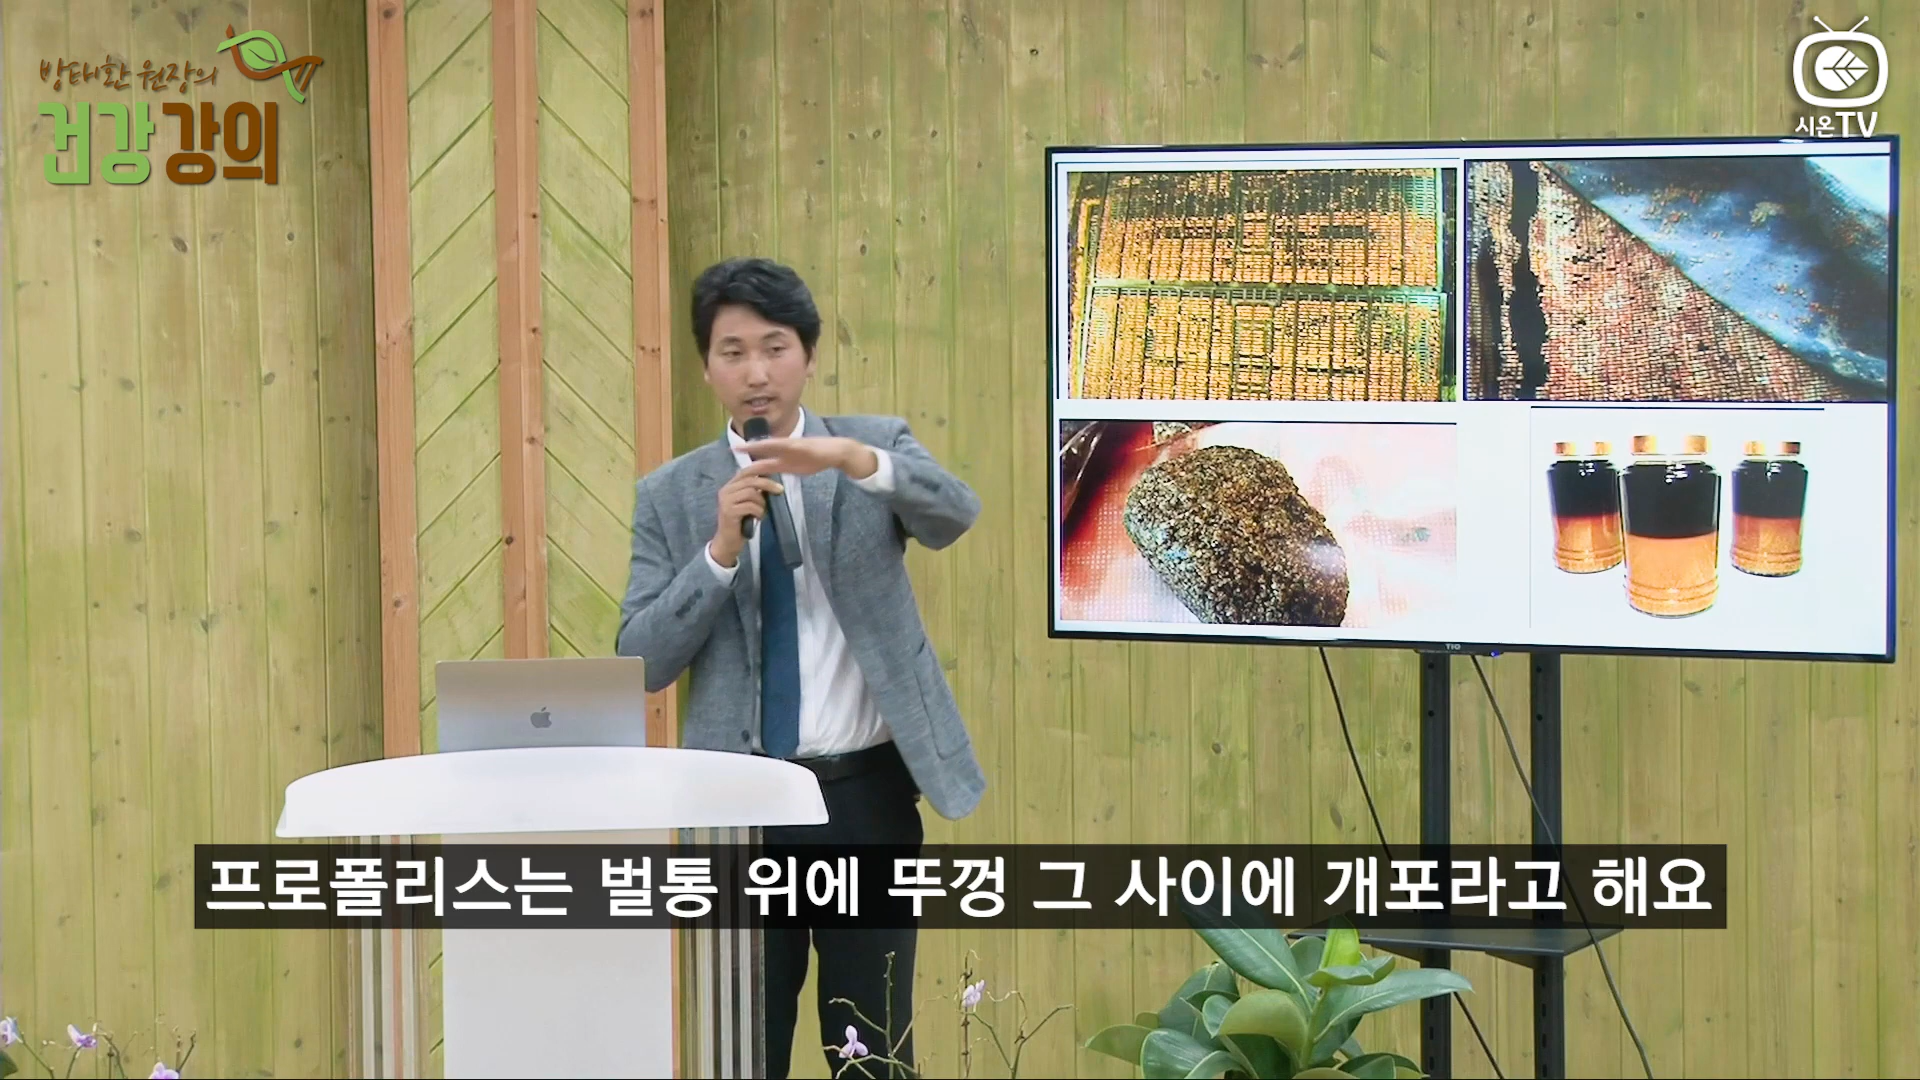 방태환 원장의
건강 강의
시온TV
TiO
프로폴리스는 벌통 위에 뚜껑 그 사이에 개포라고 해요